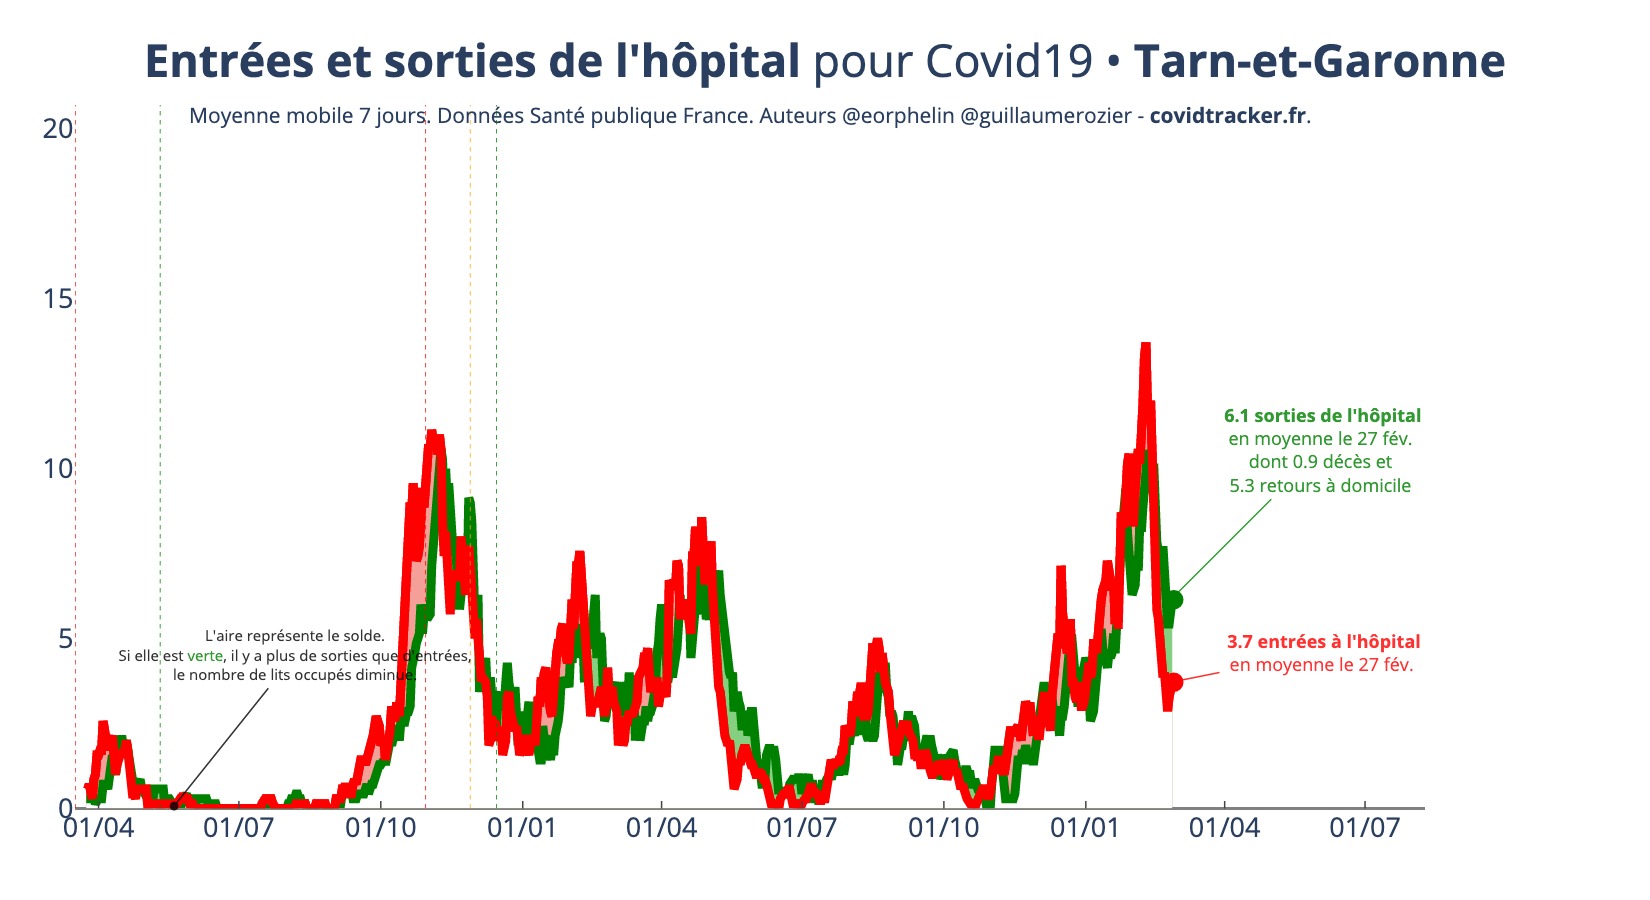 Entrées et sorties de l'hôpital pour Covid19 • Tarn-et-Garonne
Moyenne mobile 7 jours. Données Santé publique France. Auteurs @eorphelin @guillaumerozier - covidtracker.fr.
20
15
10
5
0
6.1 sorties de l'hôpital
en moyenne le 27 fév.
dont 0.9 décès et
5.3 retours à domicile
3.7 entrées à l'hôpital
en moyenne le 27 fév.
L'aire représente le solde.
Si elle est verte, il y a plus de sorties que d'entrées,
le nombre de lits occupés diminue.
01/04 01/07 01/10 01/01 01/04 01/07 01/10 01/01 01/04 01/07